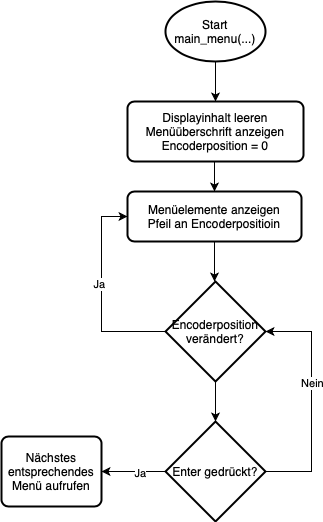 Start
main_menu(...)
Displayinhalt leeren
Menüüberschrift anzeigen
Encoderposition = 0
Menüelemente anzeigen
Pfeil an Encoderpositioin
Ja
Encoderposition
verändert?
Nein
Enter gedrückt?
Ja
Nächstes
entsprechendes
Menü aufrufen